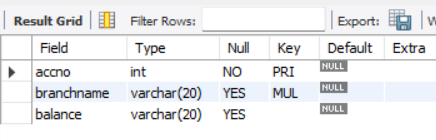 Result Grid Filter Rows: Export:
Field Type Null Key Default Extra
accno int NO PRI NULL
branchname varchar(20) YES MUL NULL
balance varchar(20) YES NULL